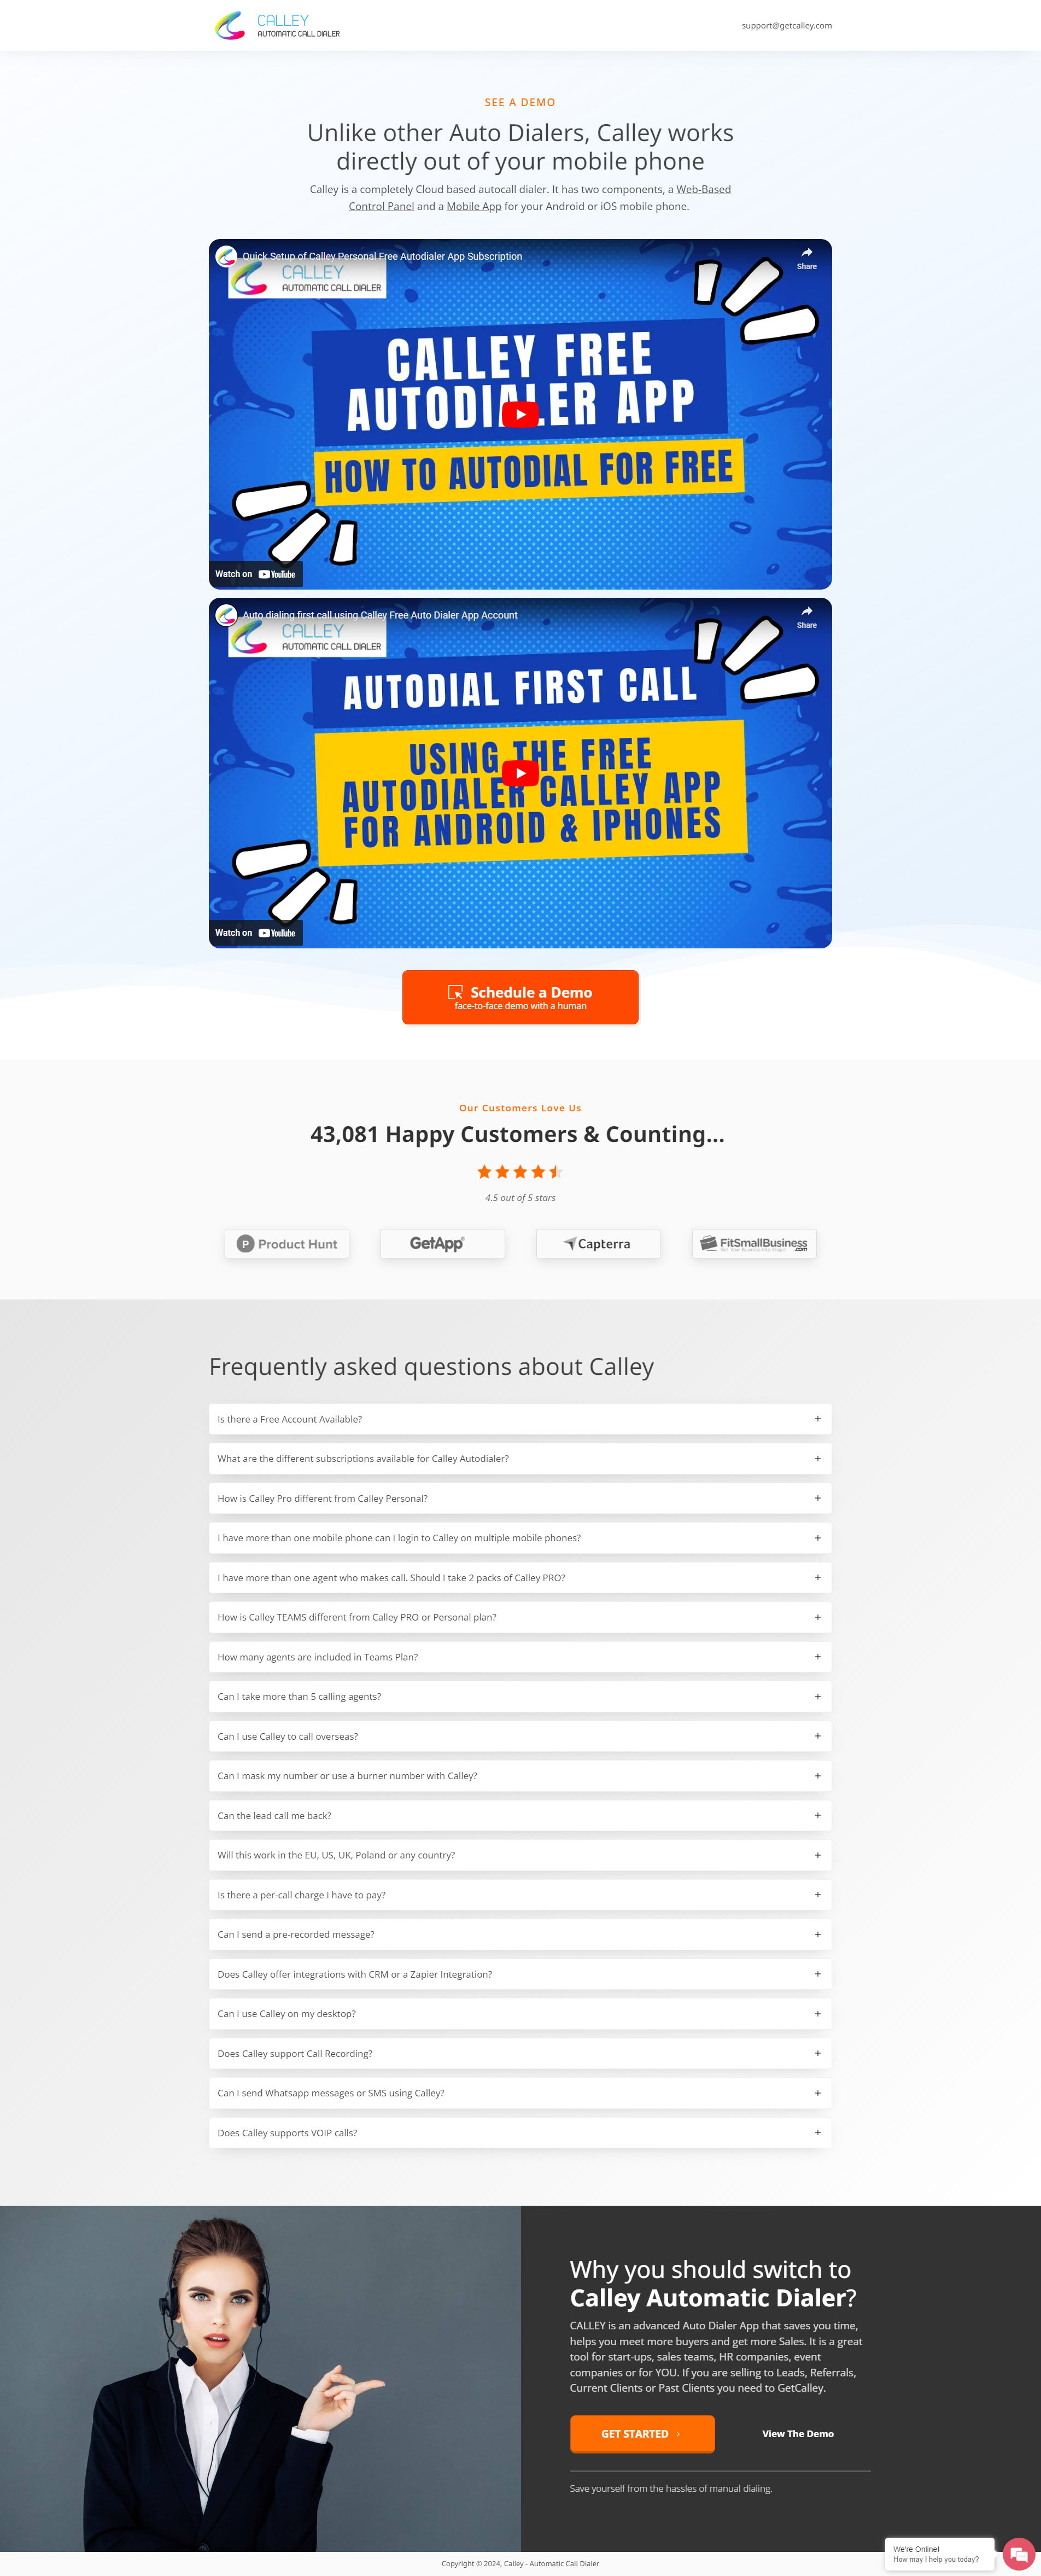 CALLEY
AUTOMATIC CALL DIALER
support@getcalley.com
SEE A DEMO
Unlike other Auto Dialers, Calley works
directly out of your mobile phone
Calley is a completely Cloud based autocall dialer. It has two components, a Web-Based
Control Panel and a Mobile App for your Android or iOS mobile phone.
Quick Setup of Calley Personal Free Autodialer App Subscription
Share
CALLEY
AUTOMATIC CALL DIALER
CALLEY FREE
AUTODIALER APP
HOW TO AUTODIAL FOR FREE
Watch on YouTube
Auto dialing first call using Calley Free Auto Dialer App Account
Share
CALLEY
AUTOMATIC CALL DIALER
AUTODIAL FIRST CALL
USING THE FREE
AUTODIALER CALLEY APP
FOR ANDROID & IPHONES
Watch on YouTube
Schedule a Demo
face-to-face demo with a human
Our Customers Love Us
43,081 Happy Customers & Counting...
4.5 out of 5 stars
P Product Hunt
GetApp®
Capterra
FitSmallBusiness
Get Your Business Into Shape .com
Frequently asked questions about Calley
Is there a Free Account Available?
What are the different subscriptions available for Calley Autodialer?
How is Calley Pro different from Calley Personal?
I have more than one mobile phone can I login to Calley on multiple mobile phones?
I have more than one agent who makes call. Should I take 2 packs of Calley PRO?
How is Calley TEAMS different from Calley PRO or Personal plan?
How many agents are included in Teams Plan?
Can I take more than 5 calling agents?
Can I use Calley to call overseas?
Can I mask my number or use a burner number with Calley?
Can the lead call me back?
Will this work in the EU, US, UK, Poland or any country?
Is there a per-call charge I have to pay?
Can I send a pre-recorded message?
Does Calley offer integrations with CRM or a Zapier Integration?
Can I use Calley on my desktop?
Does Calley support Call Recording?
Can I send Whatsapp messages or SMS using Calley?
Does Calley supports VOIP calls?
Why you should switch to
Calley Automatic Dialer?
CALLEY is an advanced Auto Dialer App that saves you time,
helps you meet more buyers and get more Sales. It is a great
tool for start-ups, sales teams, HR companies, event
companies or for YOU. If you are selling to Leads, Referrals,
Current Clients or Past Clients you need to GetCalley.
GET STARTED
View The Demo
Save yourself from the hassles of manual dialing.
We're Online!
How may I help you today?
Copyright © 2024, Calley - Automatic Call Dialer